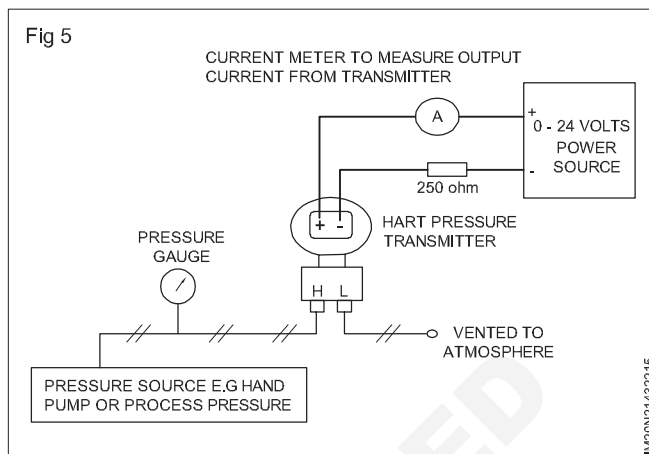 Fig 5
CURRENT METER TO MEASURE OUTPUT
CURRENT FROM TRANSMITTER
A
+
0 - 24 VOLTS
POWER
SOURCE
-
250 ohm
+ -
HART PRESSURE
TRANSMITTER
PRESSURE
GAUGE
H L
VENTED TO
ATMOSPHERE
PRESSURE SOURCE E.G HAND
PUMP OR PROCESS PRESSURE
ED